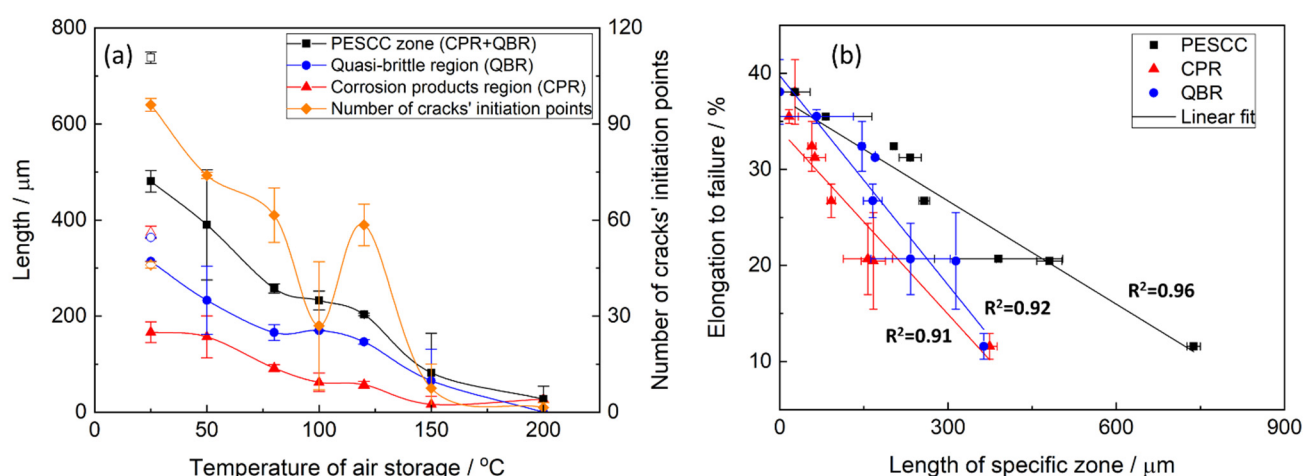 (a)
PESCC zone (CPR+QBR)
Quasi-brittle region (QBR)
Corrosion products region (CPR)
Number of cracks' initiation points
800
600
400
200
0
120
90
60
30
0
0 50 100 150 200
Length / μm
Number of cracks' initiation points
Temperature of air storage / °C
(b)
PESCC
CPR
QBR
Linear fit
40
30
20
10
R²=0.96
R²=0.92
R²=0.91
0 300 600 900
Elongation to failure / %
Length of specific zone / μm